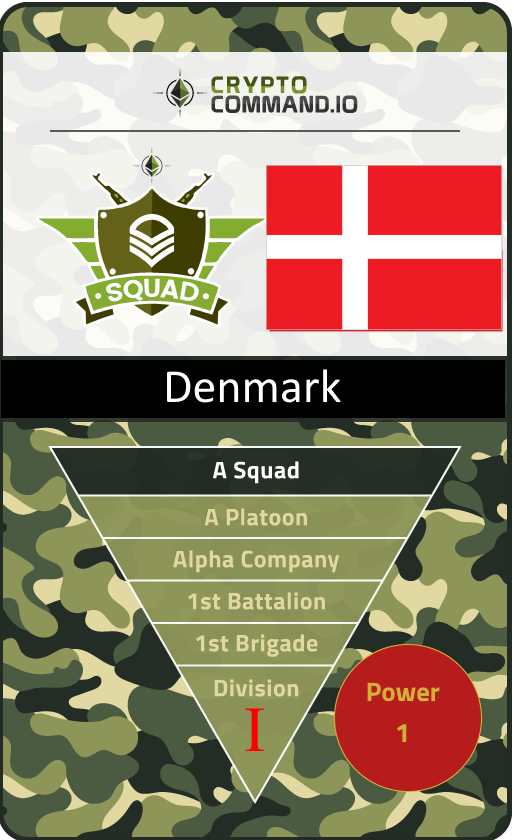 CRYPTO
COMMAND.IO
SQUAD
Denmark
A Squad
A Platoon
Alpha Company
1st Battalion
1st Brigade
Division
I
Power
1